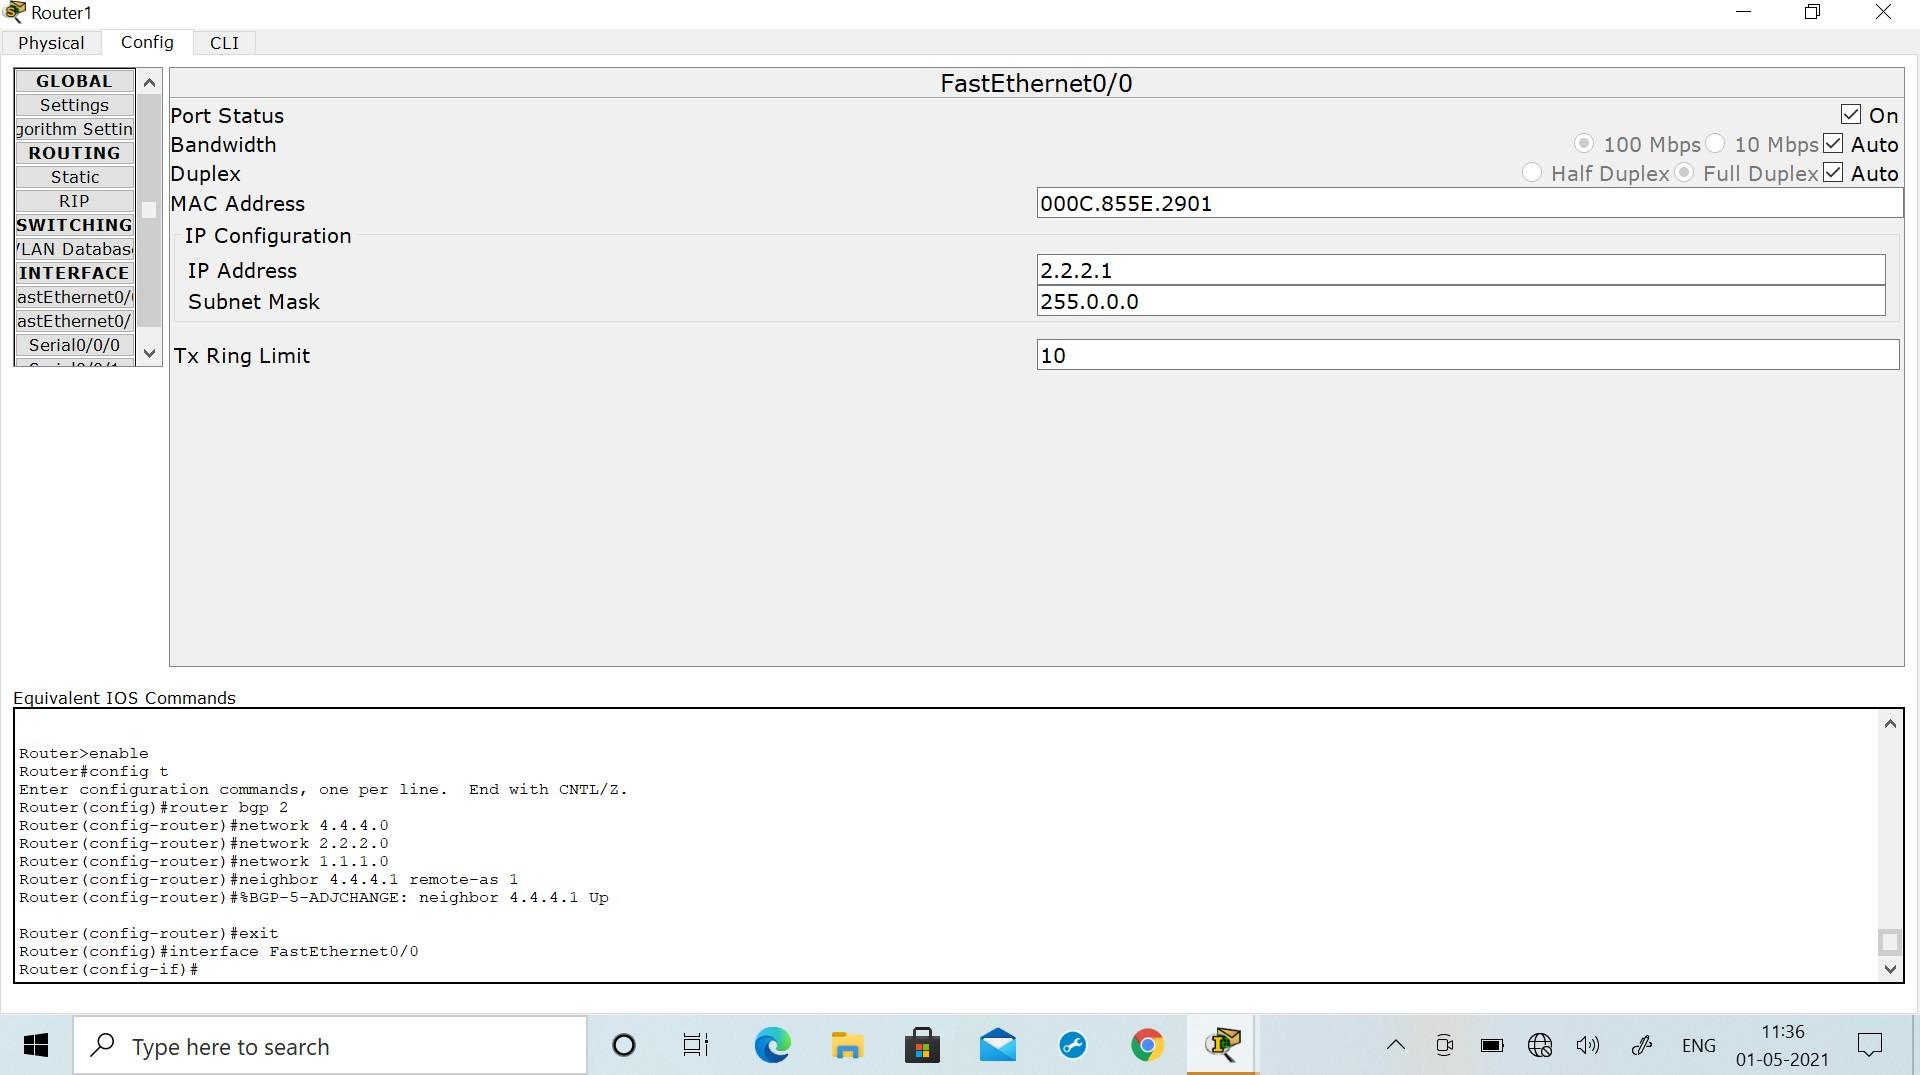 Router1
Physical Config CLI
GLOBAL
Settings
gorithm Settin
ROUTING
Static
RIP
SWITCHING
VLAN Databas
INTERFACE
astEthernet0/
astEthernet0/
Serial0/0/0
Serial0/0/1
FastEthernet0/0
Port Status On
Bandwidth 100 Mbps 10 Mbps Auto
Duplex Half Duplex Full Duplex Auto
MAC Address 000C.855E.2901
IP Configuration
IP Address 2.2.2.1
Subnet Mask 255.0.0.0
Tx Ring Limit 10
Equivalent IOS Commands
Router>enable
Router#config t
Enter configuration commands, one per line.  End with CNTL/Z.
Router(config)#router bgp 2
Router(config-router)#network 4.4.4.0
Router(config-router)#network 2.2.2.0
Router(config-router)#network 1.1.1.0
Router(config-router)#neighbor 4.4.4.1 remote-as 1
Router(config-router)#%BGP-5-ADJCHANGE: neighbor 4.4.4.1 Up
Router(config-router)#exit
Router(config)#interface FastEthernet0/0
Router(config-if)#
Type here to search
ENG
11:36
01-05-2021